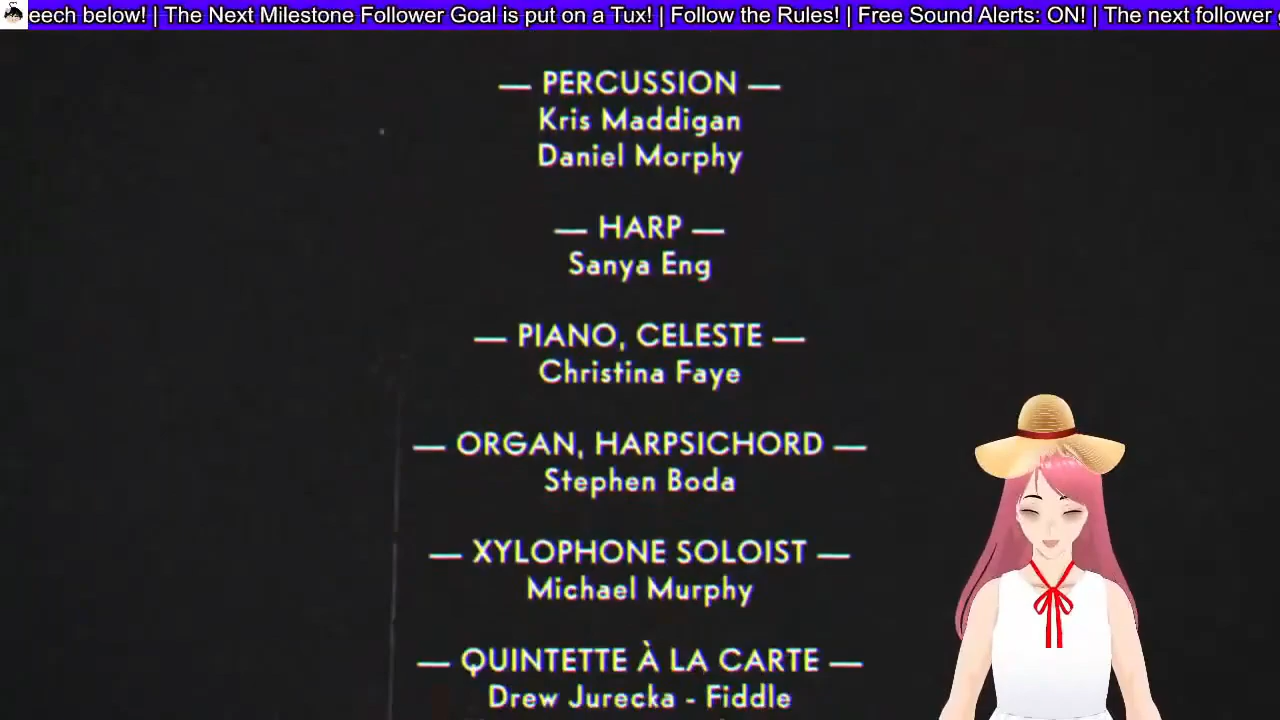 eech below! | The Next Milestone Follower Goal is put on a Tux! | Follow the Rules! | Free Sound Alerts: ON! | The next follower
— PERCUSSION —
Kris Maddigan
Daniel Morphy
— HARP —
Sanya Eng
— PIANO, CELESTE —
Christina Faye
— ORGAN, HARPSICHORD —
Stephen Boda
— XYLOPHONE SOLOIST —
Michael Murphy
— QUINTETTE À LA CARTE —
Drew Jurecka - Fiddle